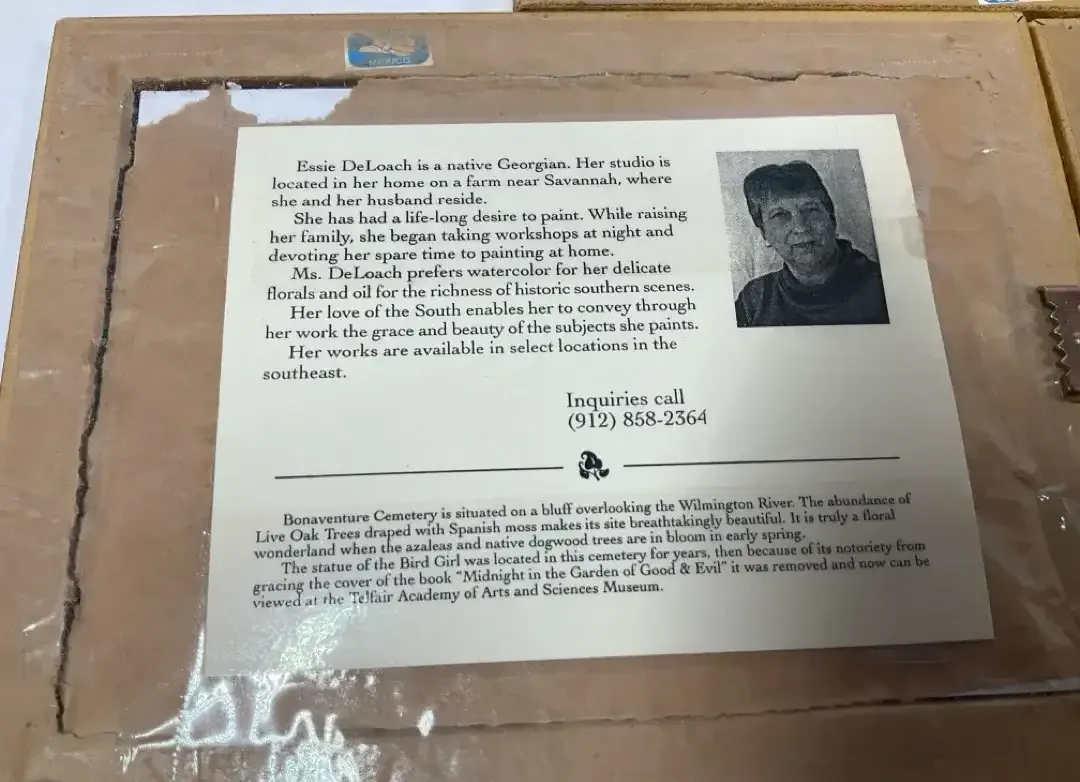 MEXICO
Essie DeLoach is a native Georgian. Her studio is
located in her home on a farm near Savannah, where
she and her husband reside.
She has had a life-long desire to paint. While raising
her family, she began taking workshops at night and
devoting her spare time to painting at home.
Ms. DeLoach prefers watercolor for her delicate
florals and oil for the richness of historic southern scenes.
Her love of the South enables her to convey through
her work the grace and beauty of the subjects she paints.
Her works are available in select locations in the
southeast.
Inquiries call
(912) 858-2364
Bonaventure Cemetery is situated on a bluff overlooking the Wilmington River. The abundance of
Live Oak Trees draped with Spanish moss makes its site breathtakingly beautiful. It is truly a floral
wonderland when the azaleas and native dogwood trees are in bloom in early spring.
The statue of the Bird Girl was located in this cemetery for years, then because of its notoriety from
gracing the cover of the book "Midnight in the Garden of Good & Evil" it was removed and now can be
viewed at the Telfair Academy of Arts and Sciences Museum.